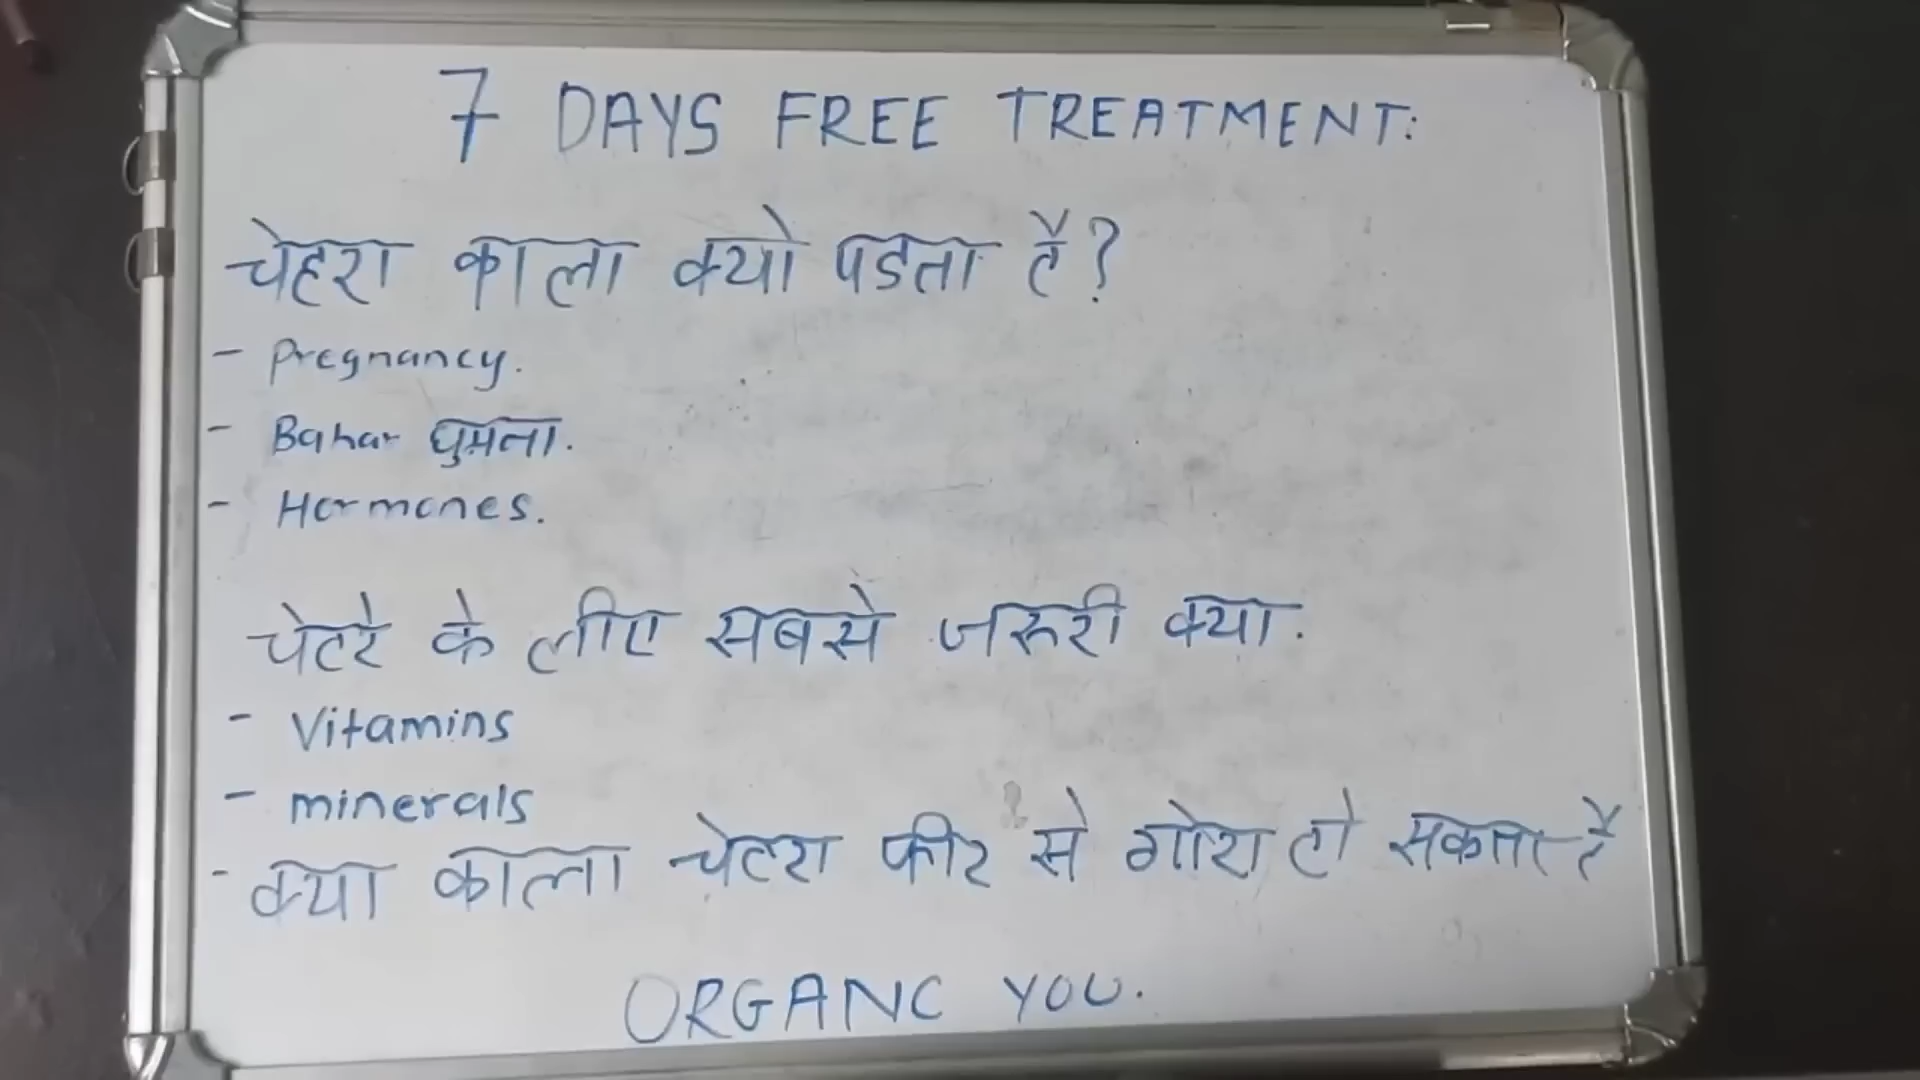 7 DAYS FREE TREATMENT:
चेहरा काला क्यो पडता है?
- Pregnancy.
- Bahar घुमना.
- Hormones.
चेहरे के लीए सबसे जरूरी क्या.
- Vitamins
- minerals
- क्या काला चेहरा फीर से गोरा हो सकता है
ORGANC YOU.